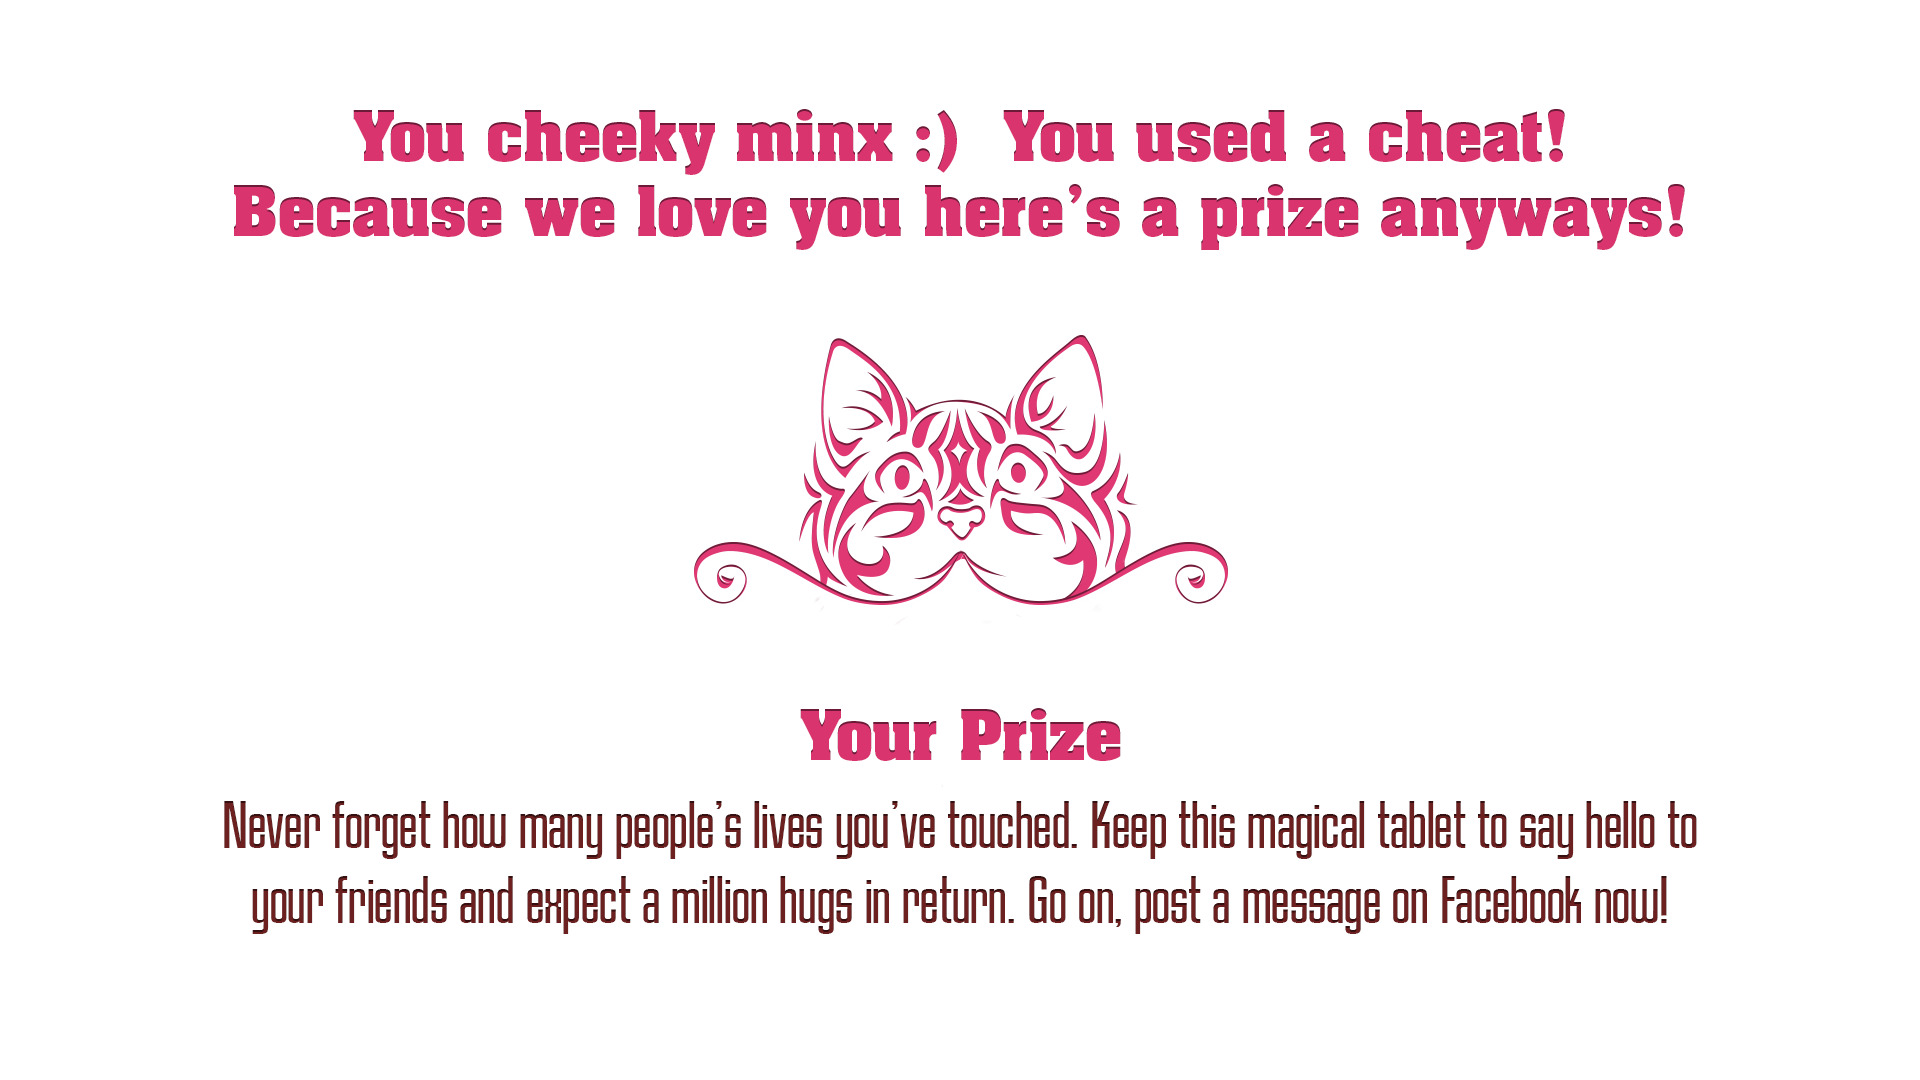 You cheeky minx :)  You used a cheat!
Because we love you here’s a prize anyways!
Your Prize
Never forget how many people’s lives you’ve touched. Keep this magical tablet to say hello to
your friends and expect a million hugs in return. Go on, post a message on Facebook now!